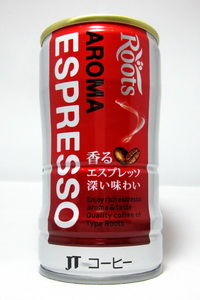 Roots
AROMA
ESPRESSO
香る
エスプレッソ
深い味わい
Enjoy rich espresso
aroma & taste
Quality coffee of
Type Roots
JT コーヒー